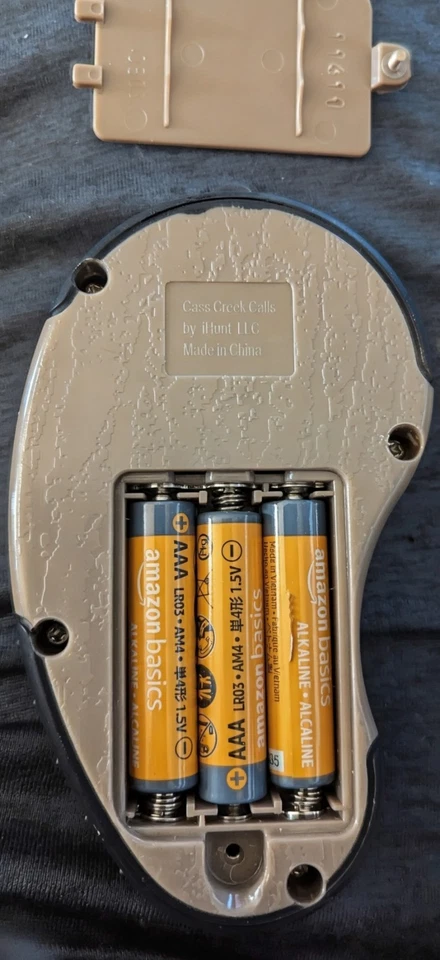 Cass Creek Calls
by iHunt LLC
Made in China
amazon basics
ALKALINE • ALCALINE
+ AAA LR03 • AM4 • 単4形 1.5V −
+ AAA LR03 • AM4 • 単4形 1.5V −
amazon basics
Made in Vietnam • Fabriqué au Vietnam
amazon basics
ALKALINE • ALCALINE